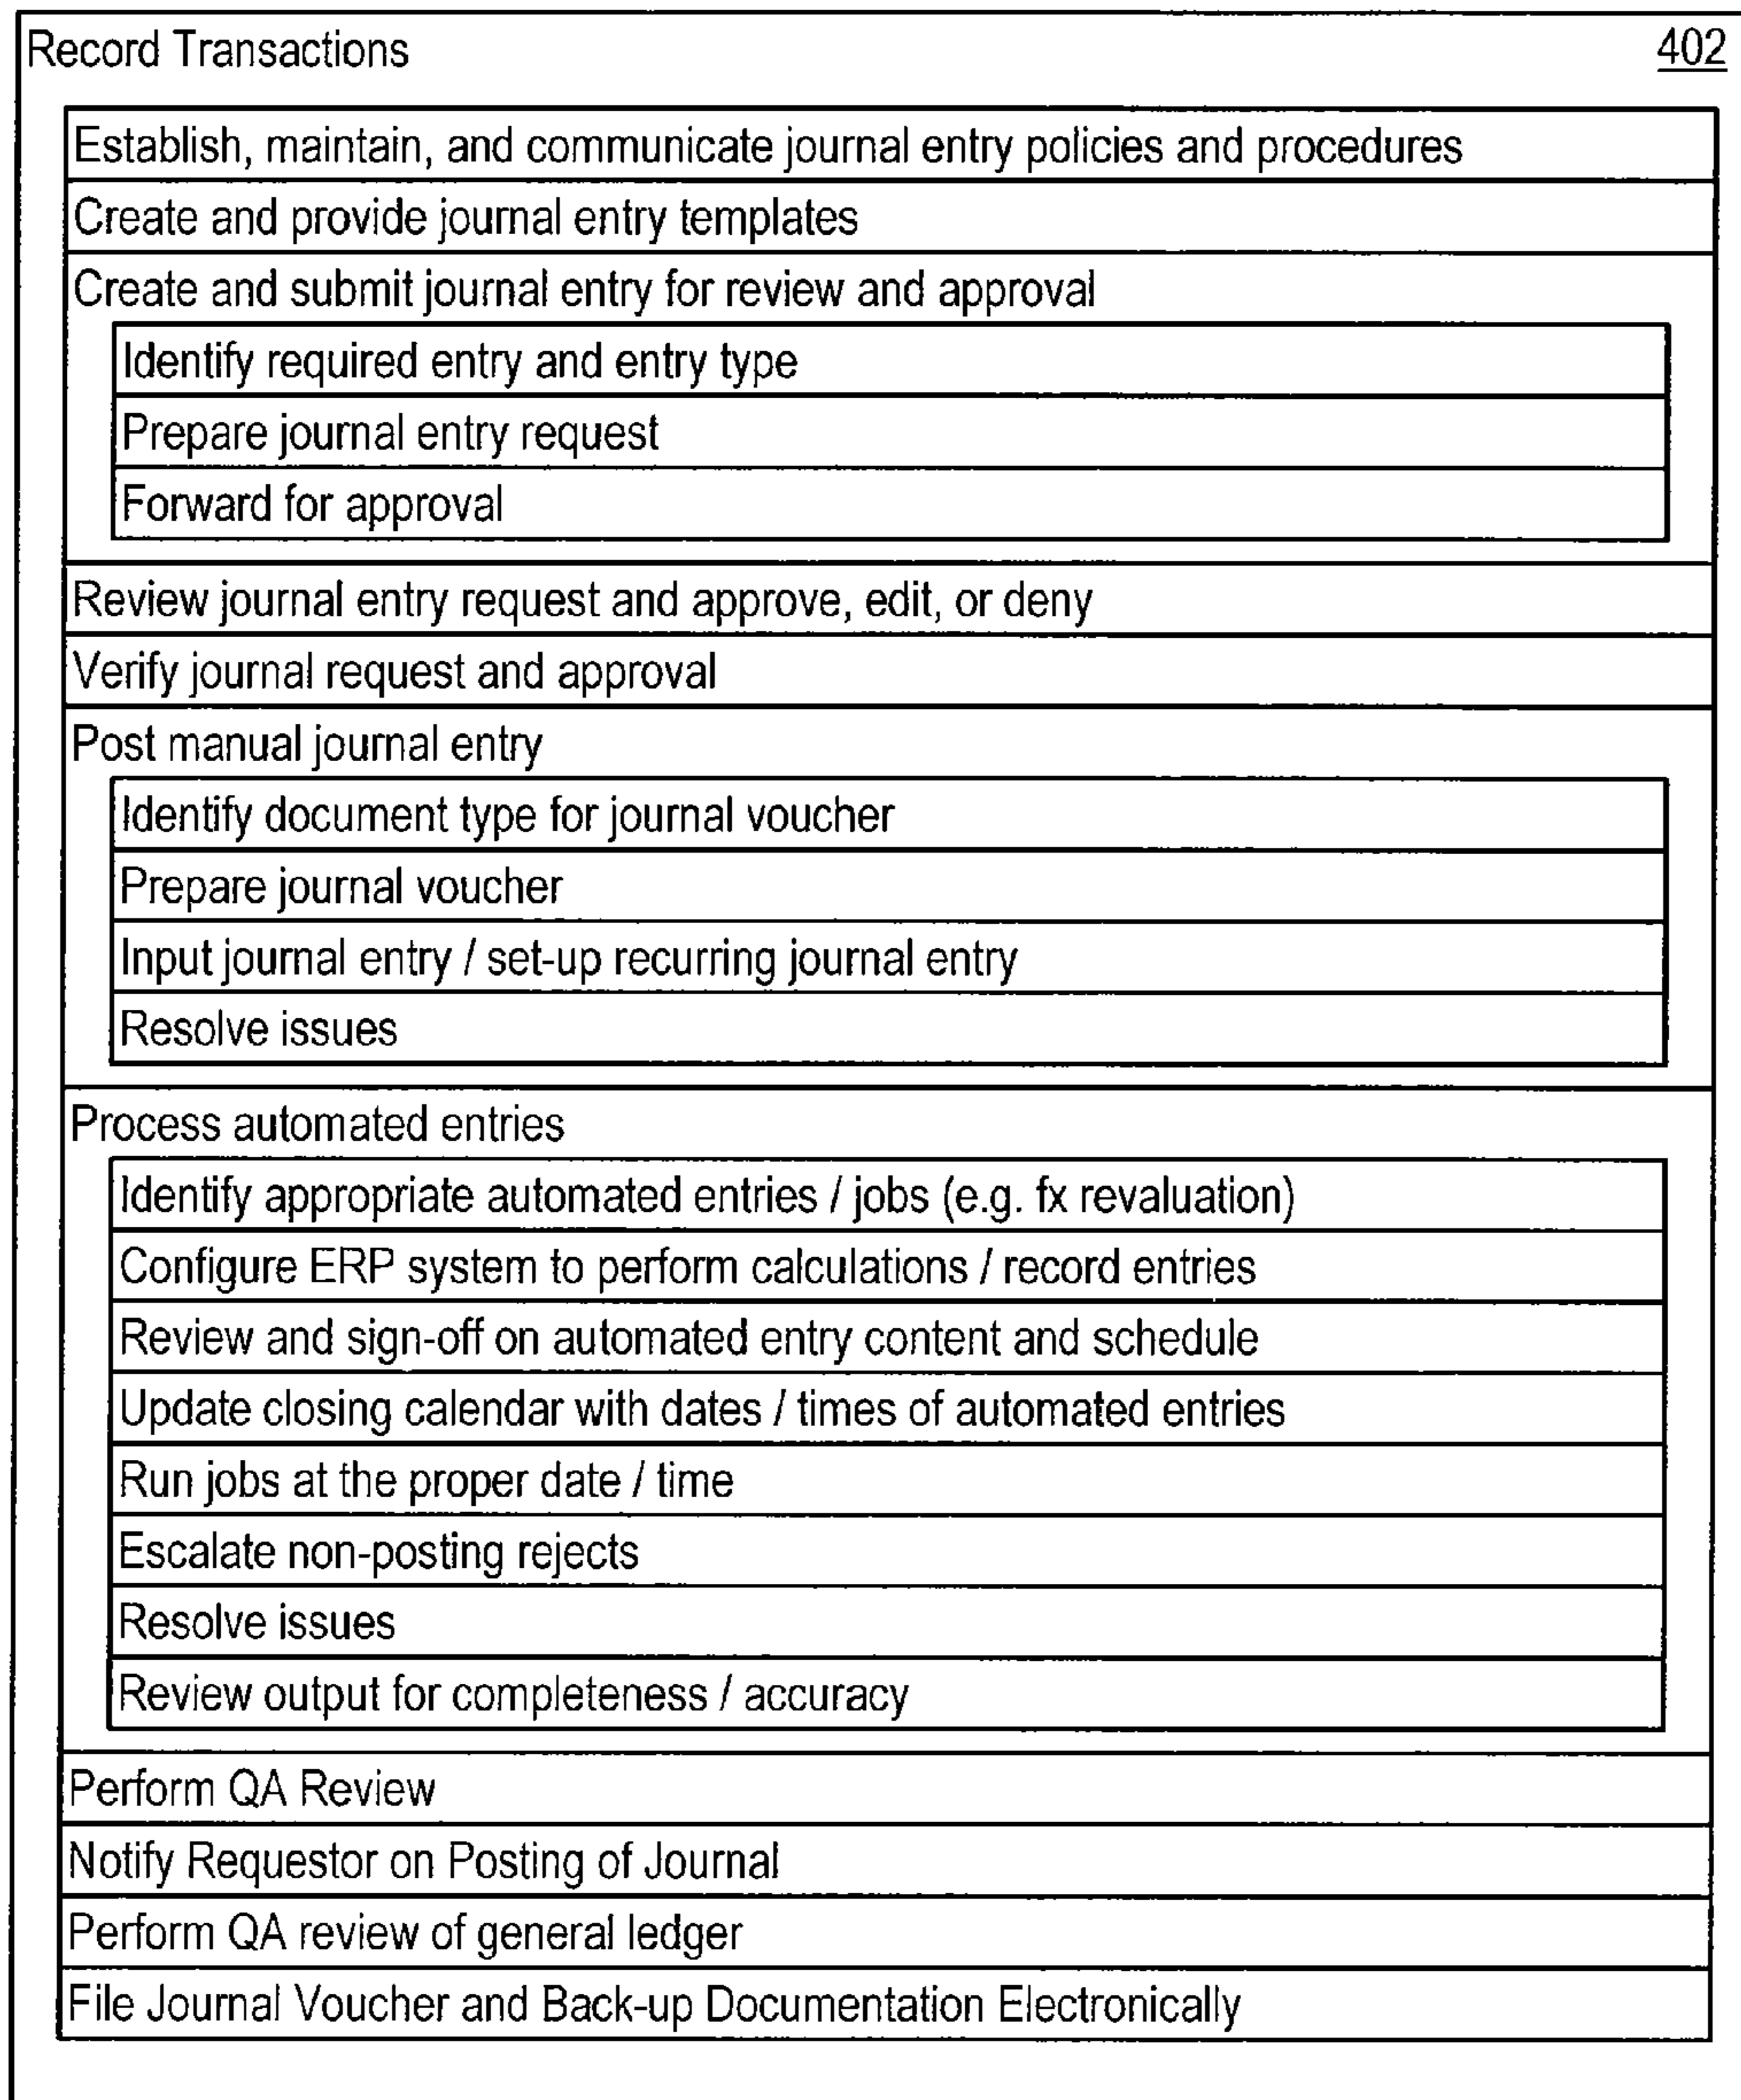 Record Transactions 402
Establish, maintain, and communicate journal entry policies and procedures
Create and provide journal entry templates
Create and submit journal entry for review and approval
Identify required entry and entry type
Prepare journal entry request
Forward for approval
Review journal entry request and approve, edit, or deny
Verify journal request and approval
Post manual journal entry
Identify document type for journal voucher
Prepare journal voucher
Input journal entry / set-up recurring journal entry
Resolve issues
Process automated entries
Identify appropriate automated entries / jobs (e.g. fx revaluation)
Configure ERP system to perform calculations / record entries
Review and sign-off on automated entry content and schedule
Update closing calendar with dates / times of automated entries
Run jobs at the proper date / time
Escalate non-posting rejects
Resolve issues
Review output for completeness / accuracy
Perform QA Review
Notify Requestor on Posting of Journal
Perform QA review of general ledger
File Journal Voucher and Back-up Documentation Electronically